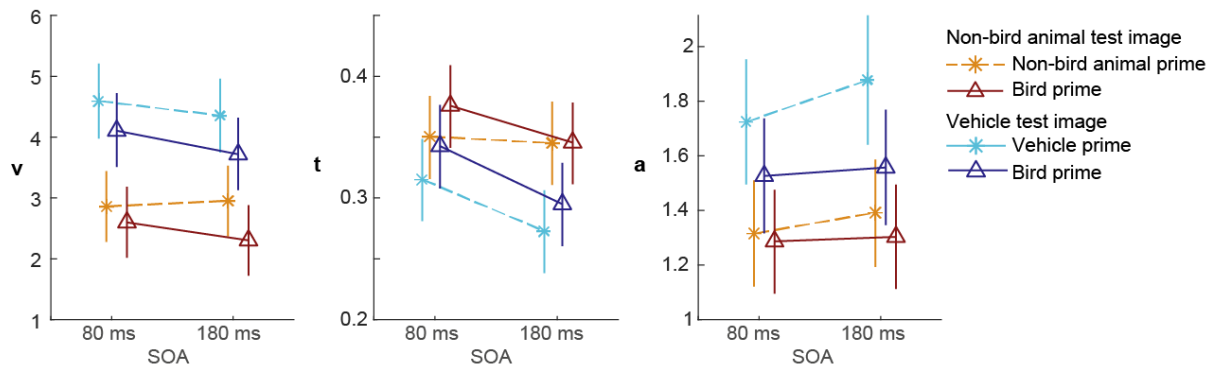 6
5
4
3
2
1
v
80 ms 180 ms
SOA
0.4
0.3
0.2
t
80 ms 180 ms
SOA
2
1.8
1.6
1.4
1.2
1
a
80 ms 180 ms
SOA
Non-bird animal test image
Non-bird animal prime
Bird prime
Vehicle test image
Vehicle prime
Bird prime